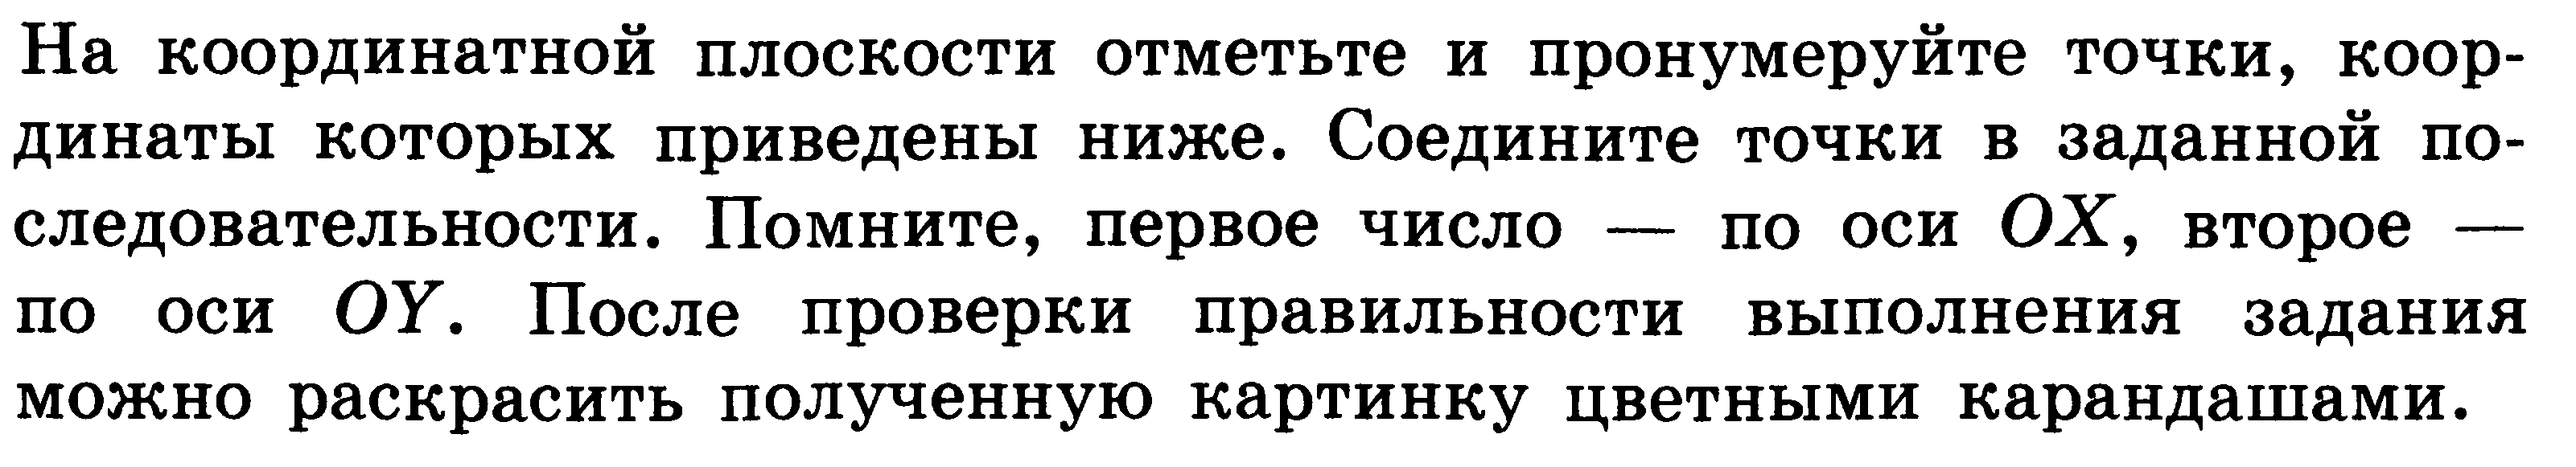 На координатной плоскости отметьте и пронумеруйте точки, коор-
динаты которых приведены ниже. Соедините точки в заданной по-
следовательности. Помните, первое число — по оси OX, второе —
по оси OY. После проверки правильности выполнения задания
можно раскрасить полученную картинку цветными карандашами.